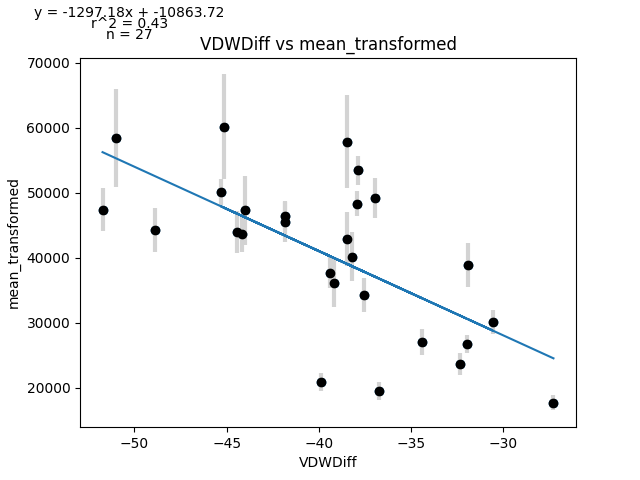 y = -1297.18x + -10863.72
r^2 = 0.43
n = 27
VDWDiff vs mean_transformed
70000
60000
50000
40000
30000
20000
mean_transformed
−50
−45
−40
−35
−30
VDWDiff